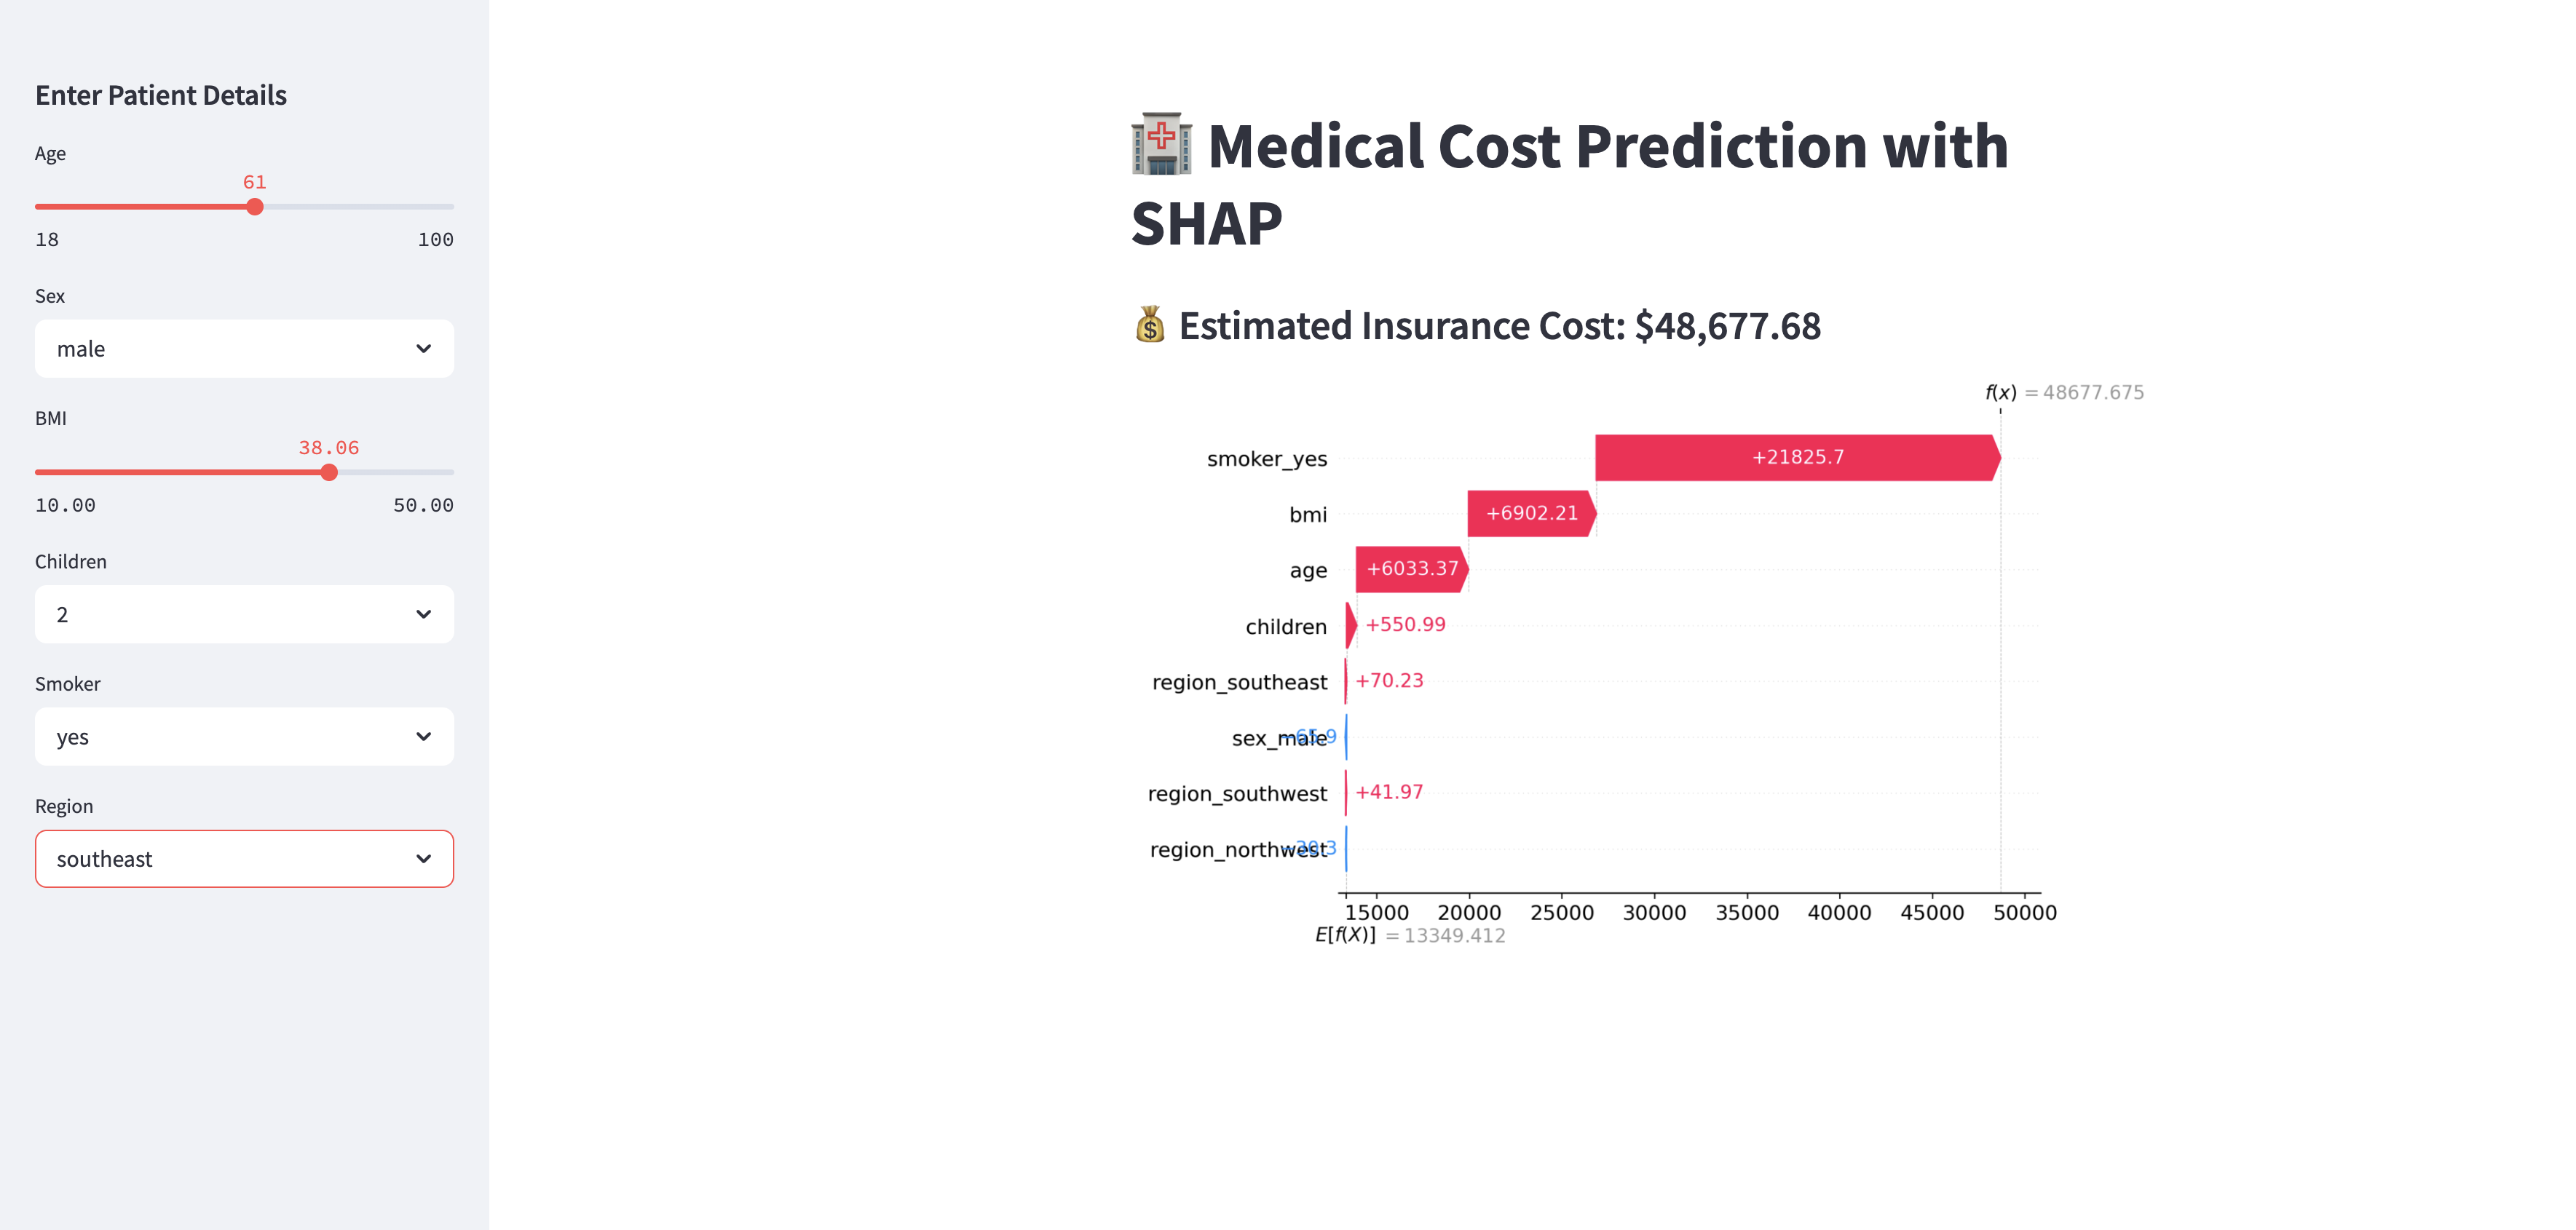 Enter Patient Details
Age
61
18 100
Sex
male
BMI
38.06
10.00 50.00
Children
2
Smoker
yes
Region
southeast
Medical Cost Prediction with
SHAP
Estimated Insurance Cost: $48,677.68
f(x) = 48677.675
smoker_yes +21825.7
bmi +6902.21
age +6033.37
children +550.99
region_southeast +70.23
sex_male −65.9
region_southwest +41.97
region_northwest
15000 20000 25000 30000 35000 40000 45000 50000
E[f(X)] = 13349.412